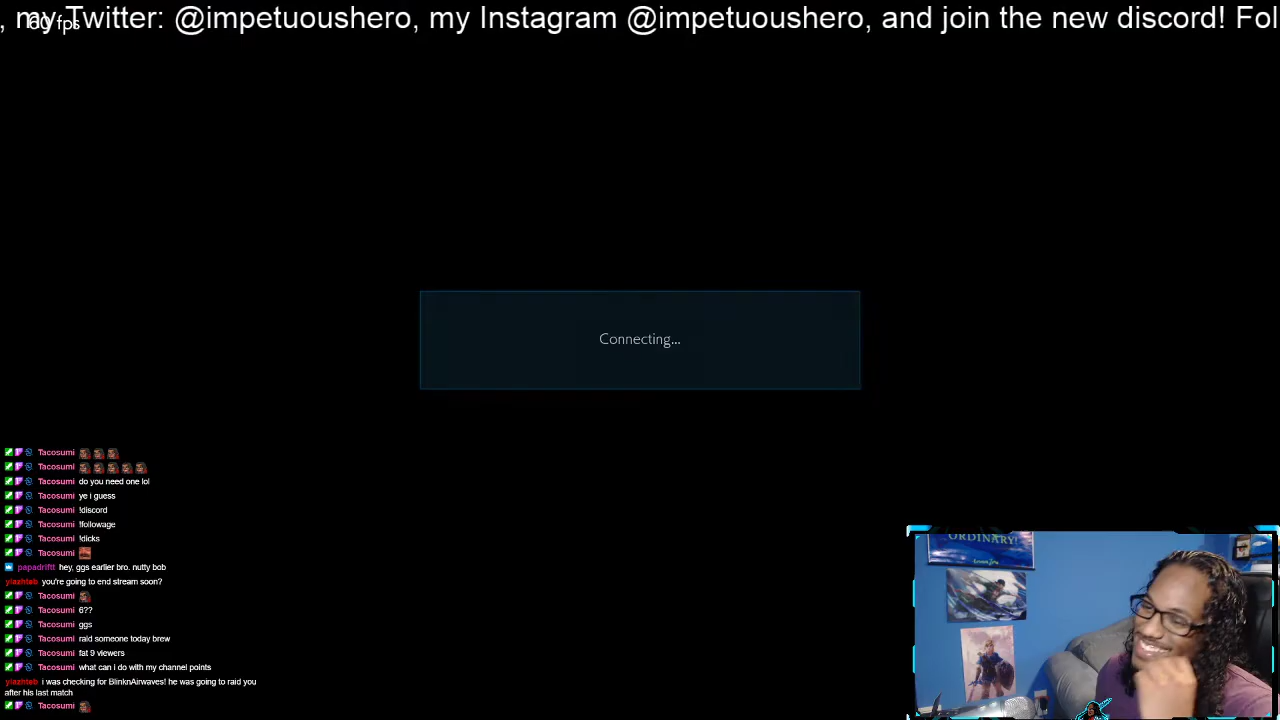 , my Twitter: @impetuoushero, my Instagram @impetuoushero, and join the new discord! Fol
60 fps
Connecting...
Tacosumi
Tacosumi
Tacosumi do you need one lol
Tacosumi ye i guess
Tacosumi !discord
Tacosumi !followage
Tacosumi !dicks
Tacosumi
papadriftt hey, ggs earlier bro. nutty bob
you're going to end stream soon?
Tacosumi
Tacosumi 6??
Tacosumi ggs
Tacosumi raid someone today brew
Tacosumi fat 9 viewers
Tacosumi what can i do with my channel points
i was checking for BlinknAirwaves! he was going to raid you
after his last match
Tacosumi
ORDINARY!